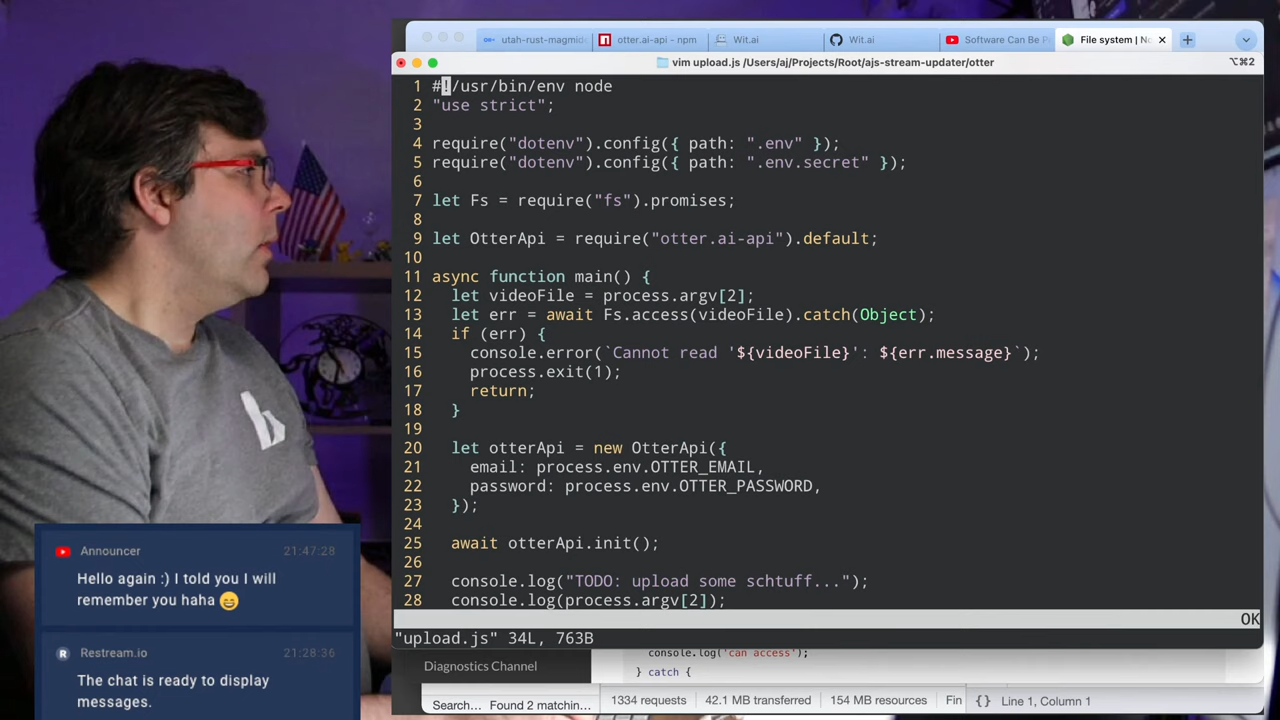 utah-rust-magmid
otter.ai-api - npm
Wit.ai
Wit.ai
Software Can Be P
File system | No
vim upload.js /Users/aj/Projects/Root/ajs-stream-updater/otter
⌥⌘2
1 #!/usr/bin/env node
2 "use strict";
3
4 require("dotenv").config({ path: ".env" });
5 require("dotenv").config({ path: ".env.secret" });
6
7 let Fs = require("fs").promises;
8
9 let OtterApi = require("otter.ai-api").default;
10
11 async function main() {
12 let videoFile = process.argv[2];
13 let err = await Fs.access(videoFile).catch(Object);
14 if (err) {
15 console.error(`Cannot read '${videoFile}': ${err.message}`);
16 process.exit(1);
17 return;
18 }
19
20 let otterApi = new OtterApi({
21 email: process.env.OTTER_EMAIL,
22 password: process.env.OTTER_PASSWORD,
23 });
24
25 await otterApi.init();
26
27 console.log("TODO: upload some schtuff...");
28 console.log(process.argv[2]);
OK
"upload.js" 34L, 763B
console.log('can access');
Diagnostics Channel
} catch {
Search... Found 2 matchin...
1334 requests 42.1 MB transferred 154 MB resources Fin
{} Line 1, Column 1
Announcer 21:47:28
Hello again :) I told you I will
remember you haha 😄
R Restream.io 21:28:36
The chat is ready to display
messages.